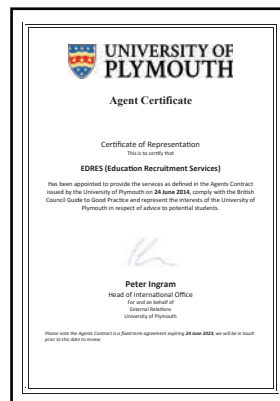 UNIVERSITY OF
PLYMOUTH
Agent Certificate
Certificate of Representation
This is to certify that
EDRES (Education Recruitment Services)
Has been appointed to provide the services as defined in the Agents Contract
issued by the University of Plymouth on 24 June 2014, comply with the British
Council Guide to Good Practice and represent the interests of the University of
Plymouth in respect of advice to potential students.
Peter Ingram
Head of International Office
For and on behalf of
External Relations
University of Plymouth
Please note the Agents Contract is a fixed term agreement expiring 24 June 2023, we will be in touch
prior to this date to review